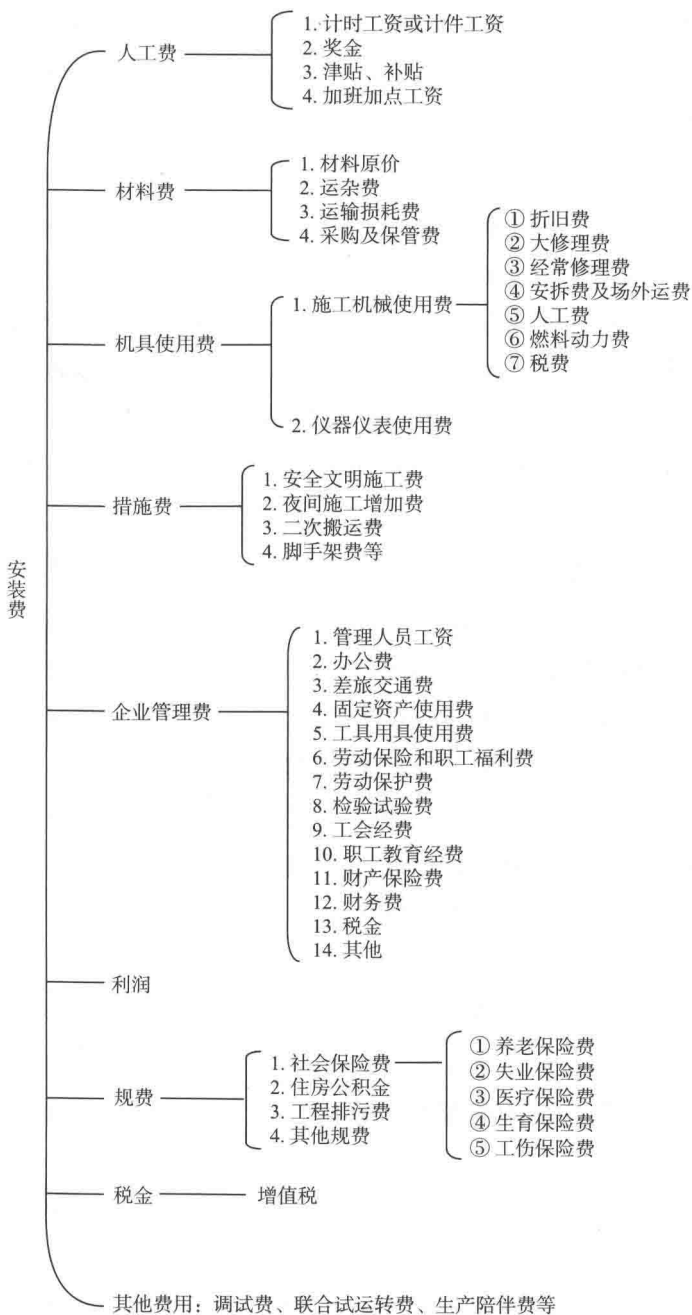 安装费
人工费
1. 计时工资或计件工资
2. 奖金
3. 津贴、补贴
4. 加班加点工资
材料费
1. 材料原价
2. 运杂费
3. 运输损耗费
4. 采购及保管费
机具使用费
1. 施工机械使用费
① 折旧费
② 大修理费
③ 经常修理费
④ 安拆费及场外运费
⑤ 人工费
⑥ 燃料动力费
⑦ 税费
2. 仪器仪表使用费
措施费
1. 安全文明施工费
2. 夜间施工增加费
3. 二次搬运费
4. 脚手架费等
企业管理费
1. 管理人员工资
2. 办公费
3. 差旅交通费
4. 固定资产使用费
5. 工具用具使用费
6. 劳动保险和职工福利费
7. 劳动保护费
8. 检验试验费
9. 工会经费
10. 职工教育经费
11. 财产保险费
12. 财务费
13. 税金
14. 其他
利润
规费
1. 社会保险费
① 养老保险费
② 失业保险费
③ 医疗保险费
④ 生育保险费
⑤ 工伤保险费
2. 住房公积金
3. 工程排污费
4. 其他规费
税金
增值税
其他费用：调试费、联合试运转费、生产陪伴费等